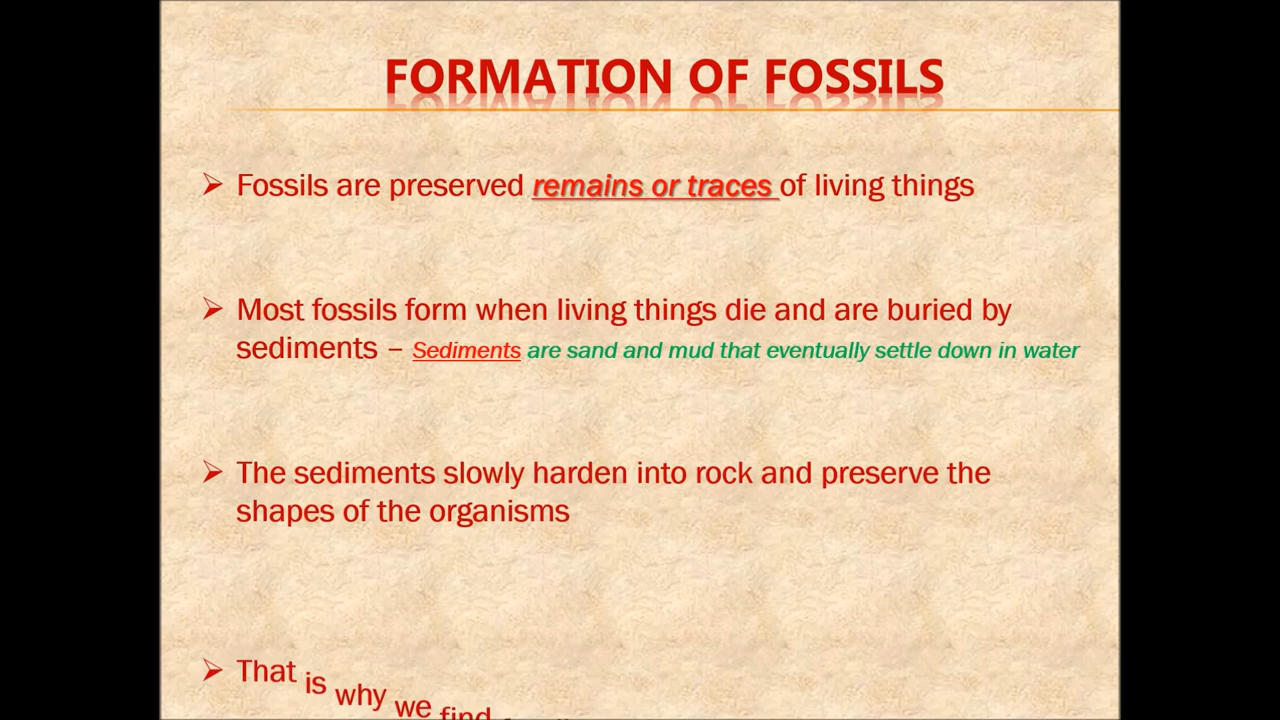 FORMATION OF FOSSILS
➢ Fossils are preserved remains or traces of living things
➢ Most fossils form when living things die and are buried by
sediments – Sediments are sand and mud that eventually settle down in water
➢ The sediments slowly harden into rock and preserve the
shapes of the organisms
➢ That is why we find